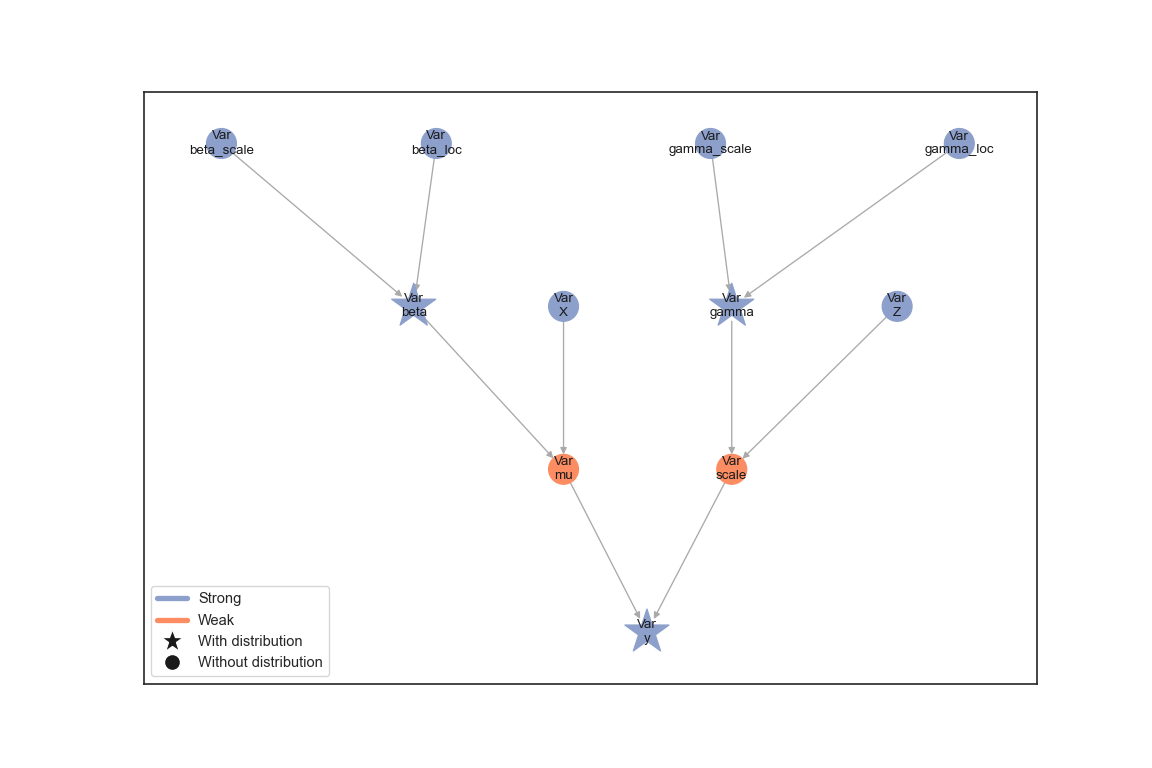 Var
beta_scale
Var
beta_loc
Var
gamma_scale
Var
gamma_loc
Var
beta
Var
X
Var
gamma
Var
Z
Var
mu
Var
scale
Var
y
Strong
Weak
With distribution
Without distribution